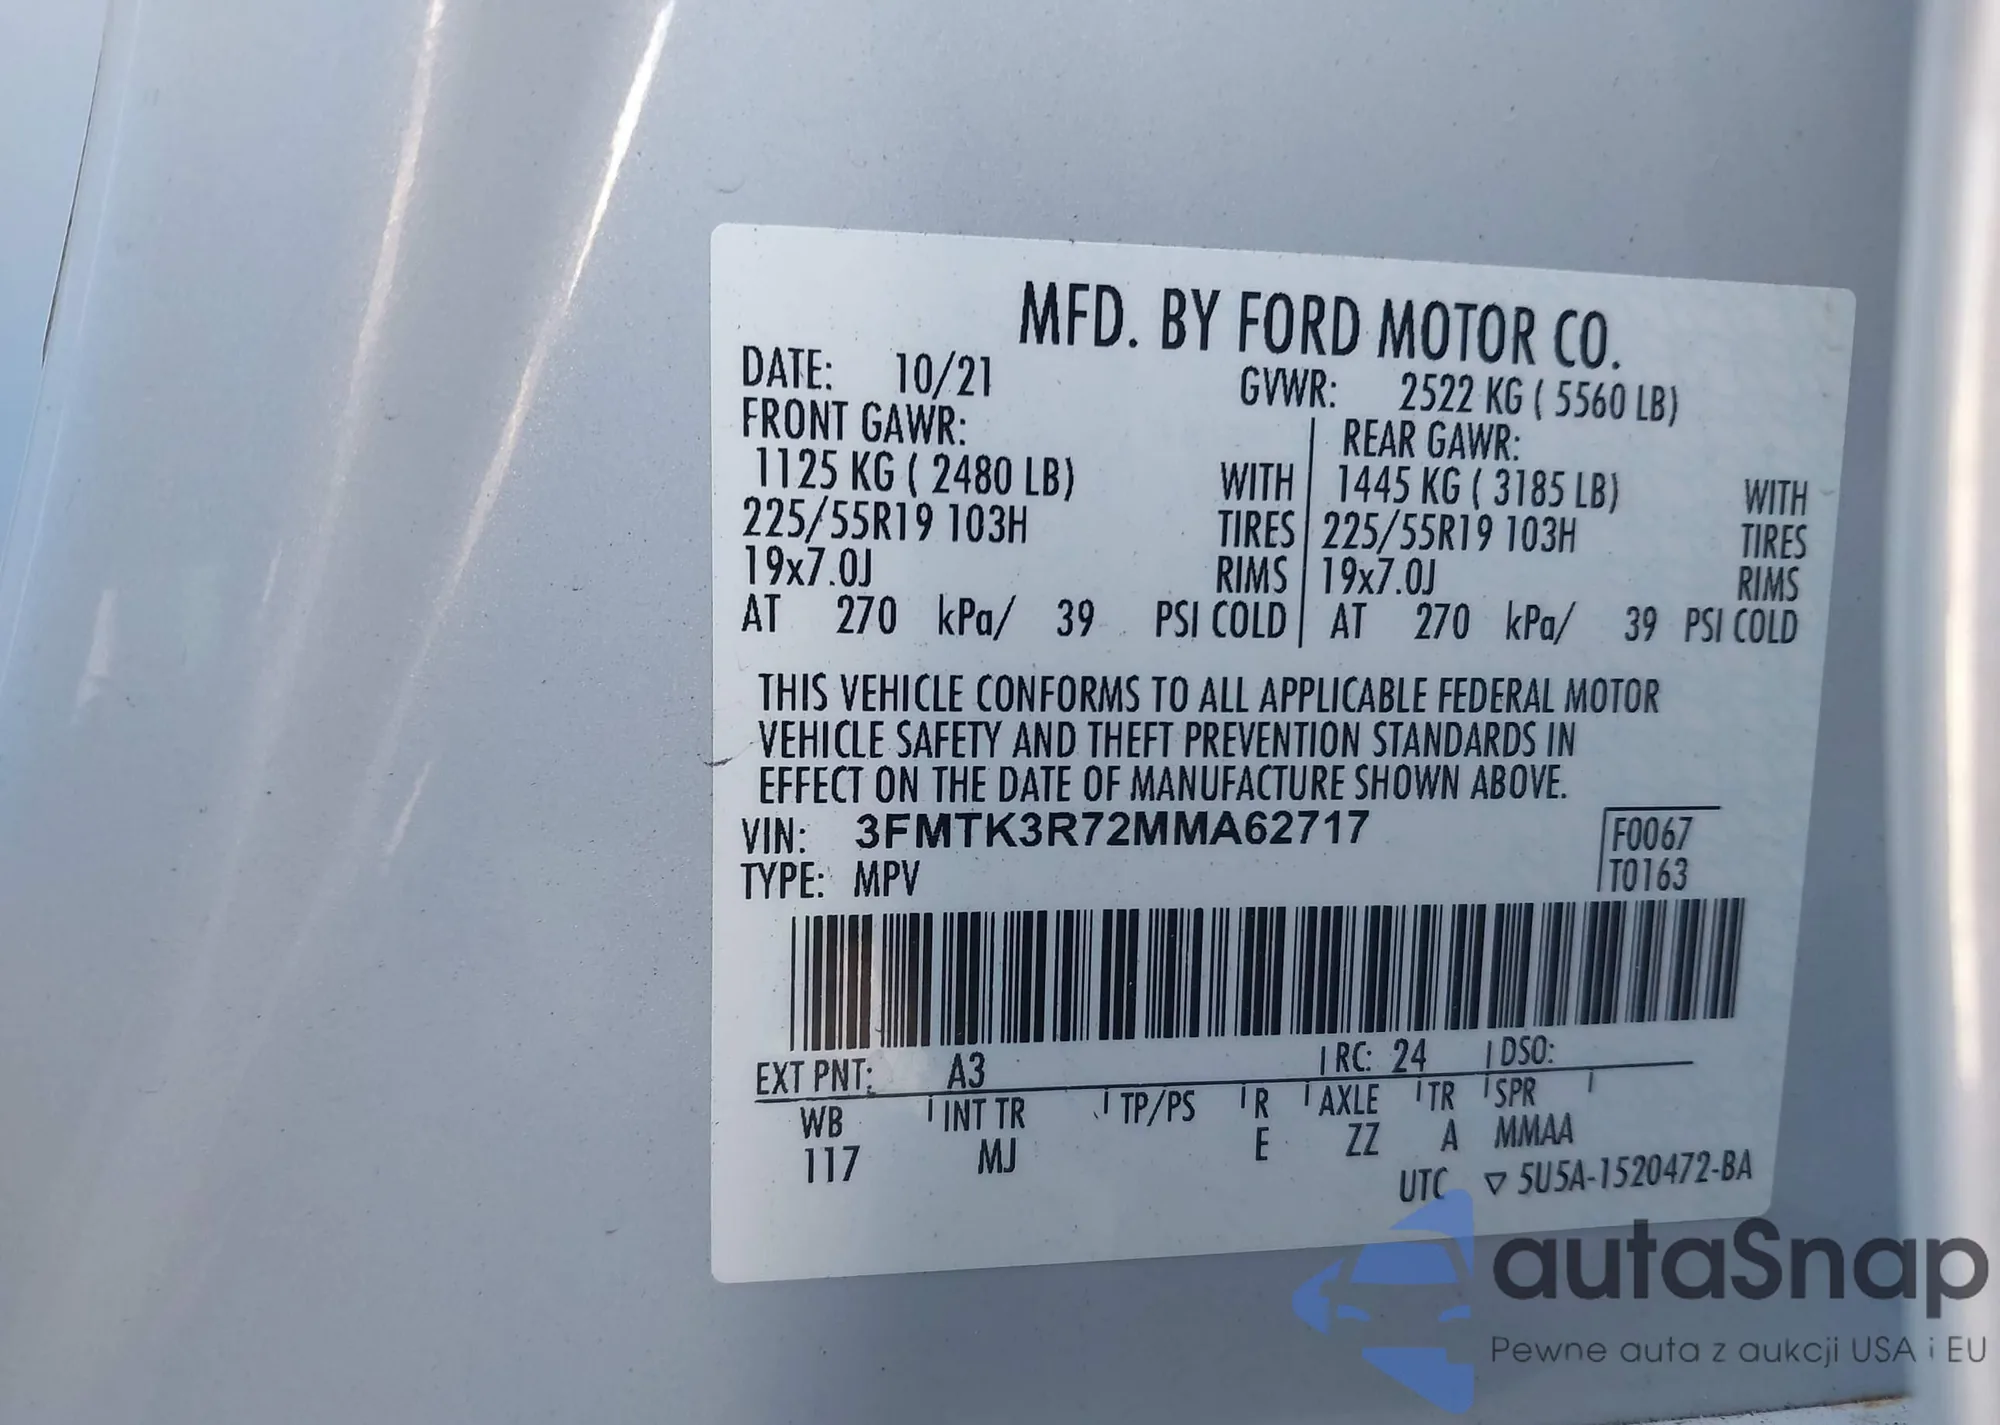 MFD. BY FORD MOTOR CO.
DATE: 10/21 GVWR: 2522 KG ( 5560 LB)
FRONT GAWR: REAR GAWR:
1125 KG ( 2480 LB) WITH 1445 KG ( 3185 LB) WITH
225/55R19 103H TIRES 225/55R19 103H TIRES
19x7.0J RIMS 19x7.0J RIMS
AT 270 kPa/ 39 PSI COLD AT 270 kPa/ 39 PSI COLD
THIS VEHICLE CONFORMS TO ALL APPLICABLE FEDERAL MOTOR
VEHICLE SAFETY AND THEFT PREVENTION STANDARDS IN
EFFECT ON THE DATE OF MANUFACTURE SHOWN ABOVE.
VIN: 3FMTK3R72MMA62717 F0067
TYPE: MPV T0163
EXT PNT: A3 RC: 24 DSO:
WB INT TR TP/PS R AXLE TR SPR
117 MJ E ZZ A MMAA
UTC ▽ 5U5A-1520472-BA
autaSnap
Pewne auta z aukcji USA i EU